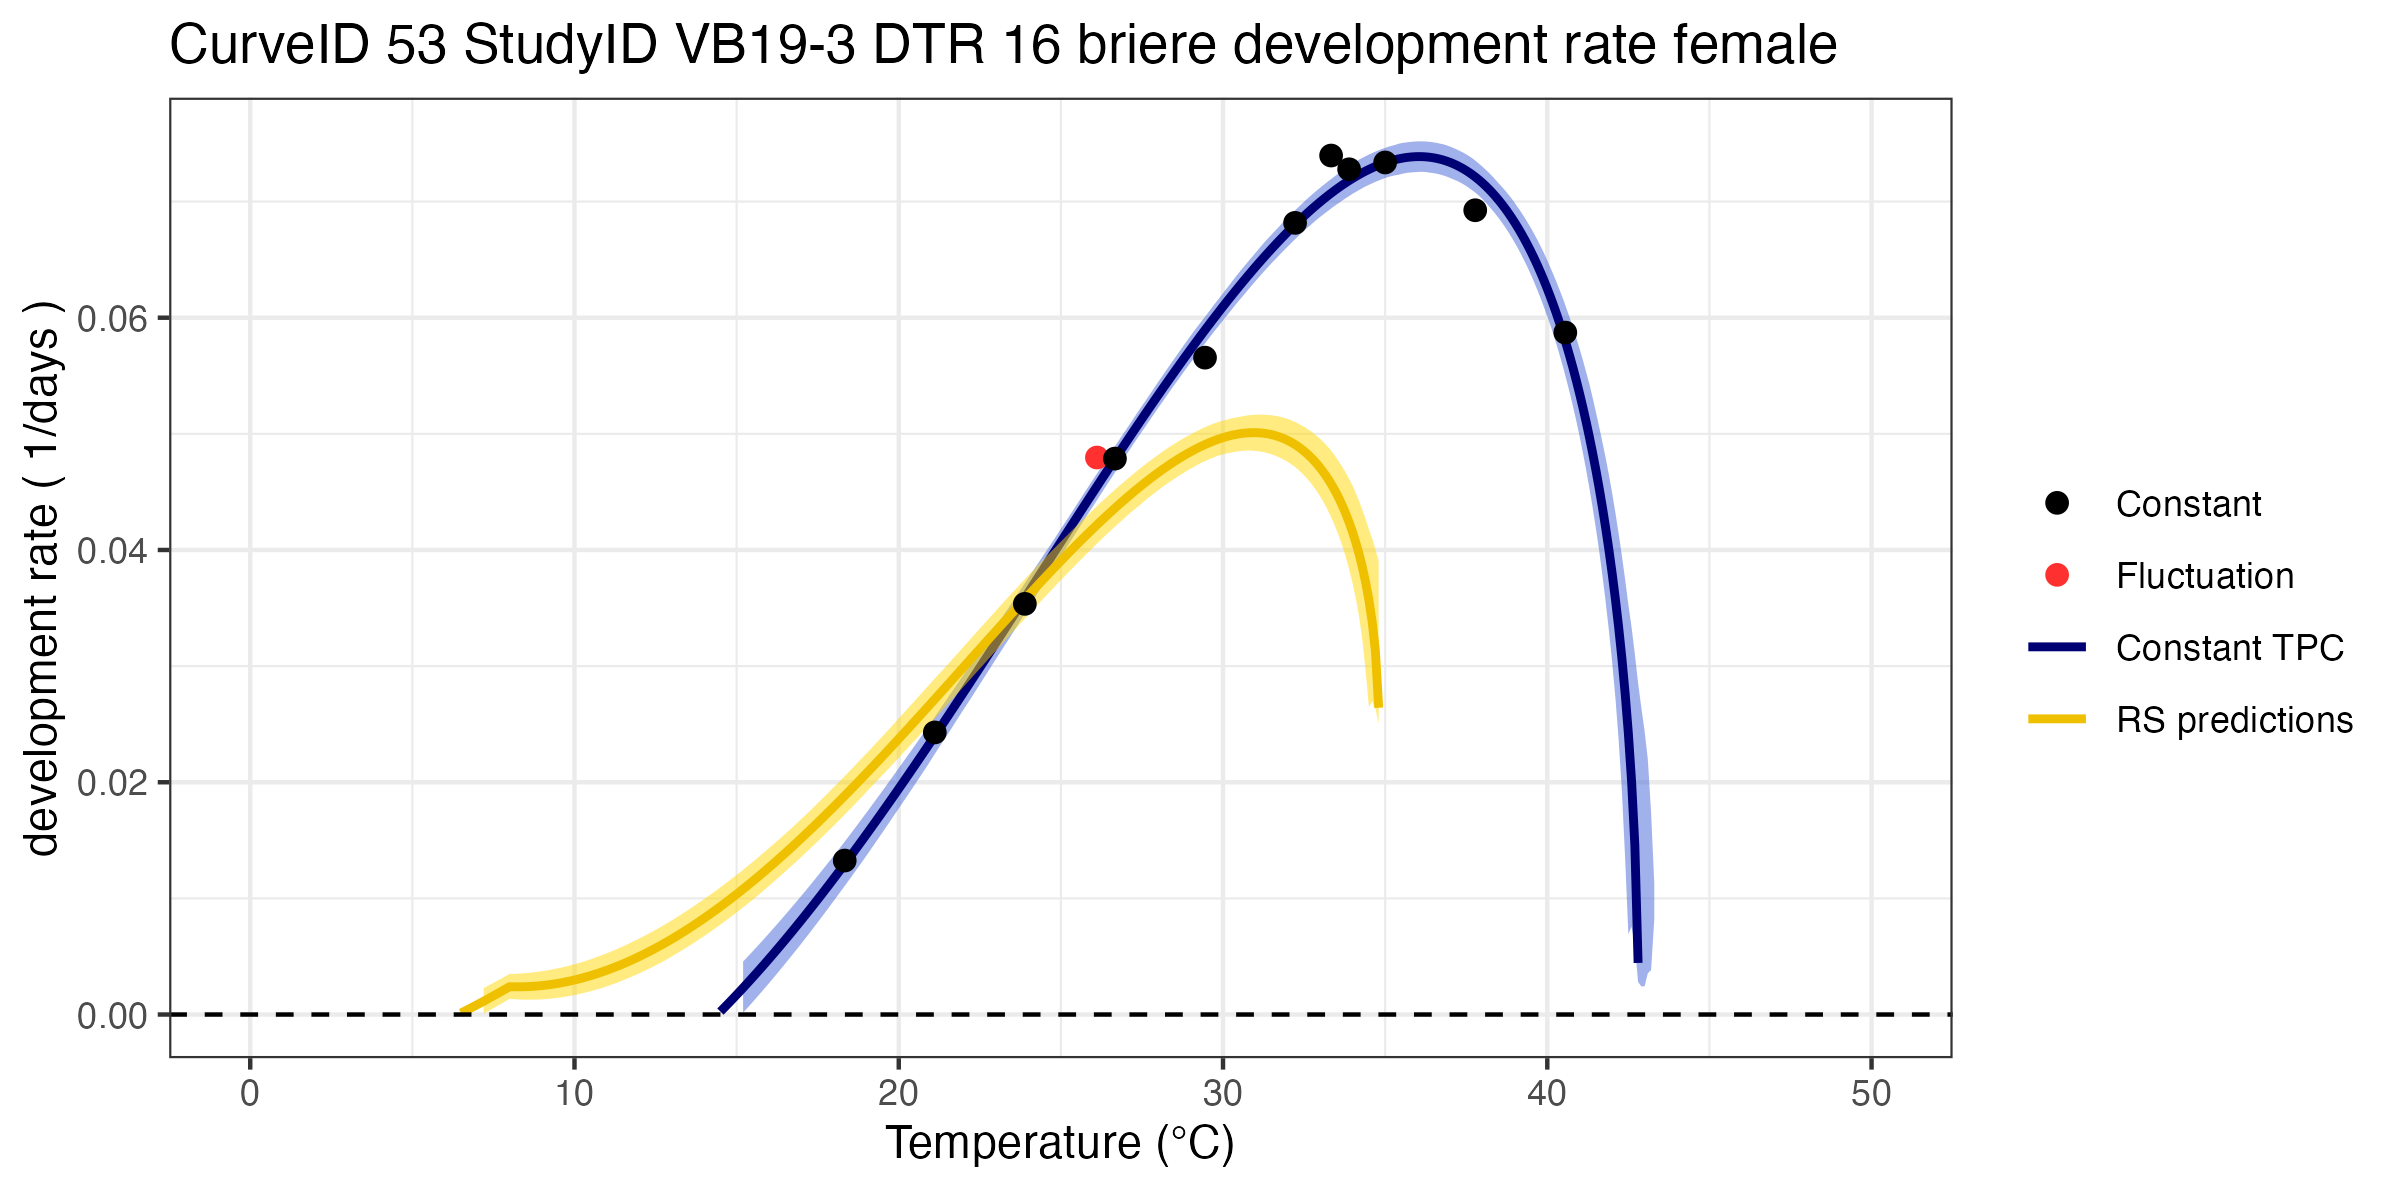 CurveID 53 StudyID VB19-3 DTR 16 briere development rate female
development rate ( 1/days )
0.06
0.04
0.02
0.00
0 10 20 30 40 50
Temperature (°C)
Constant
Fluctuation
Constant TPC
RS predictions